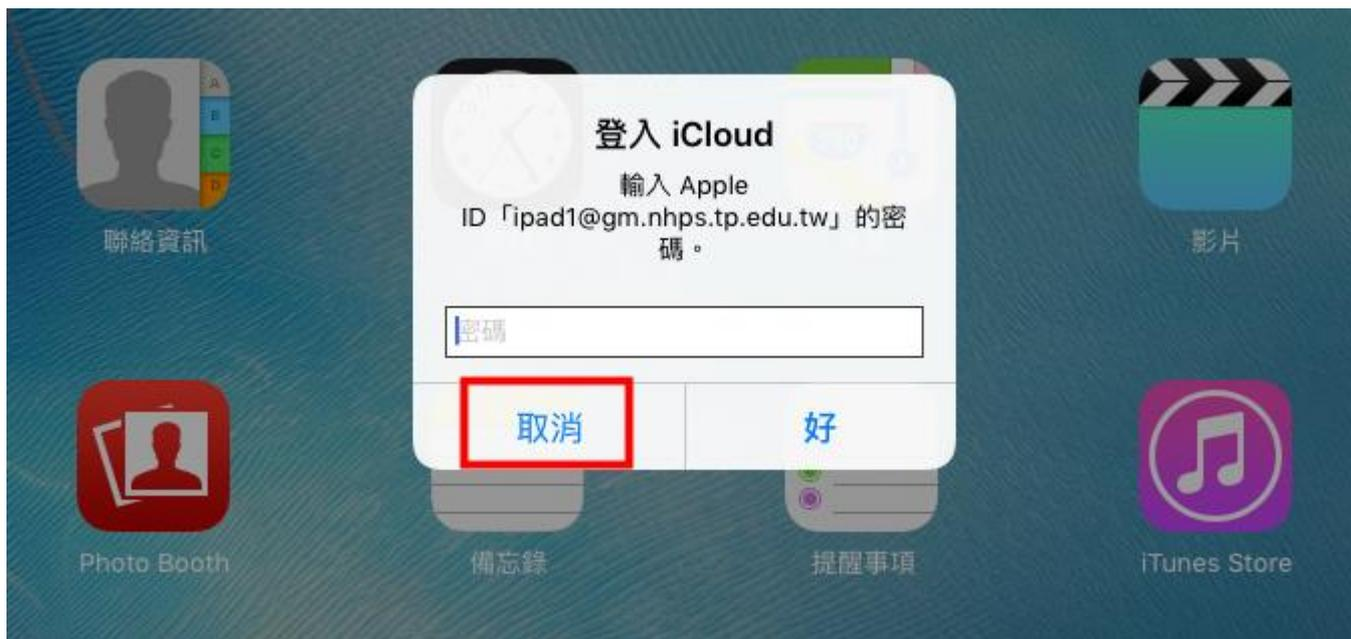 登入 iCloud
輸入 Apple
ID「ipad1@gm.nhps.tp.edu.tw」的密
碼。
密碼
取消
好
A
B
C
D
聯絡資訊
影片
Photo Booth
備忘錄
提醒事項
iTunes Store